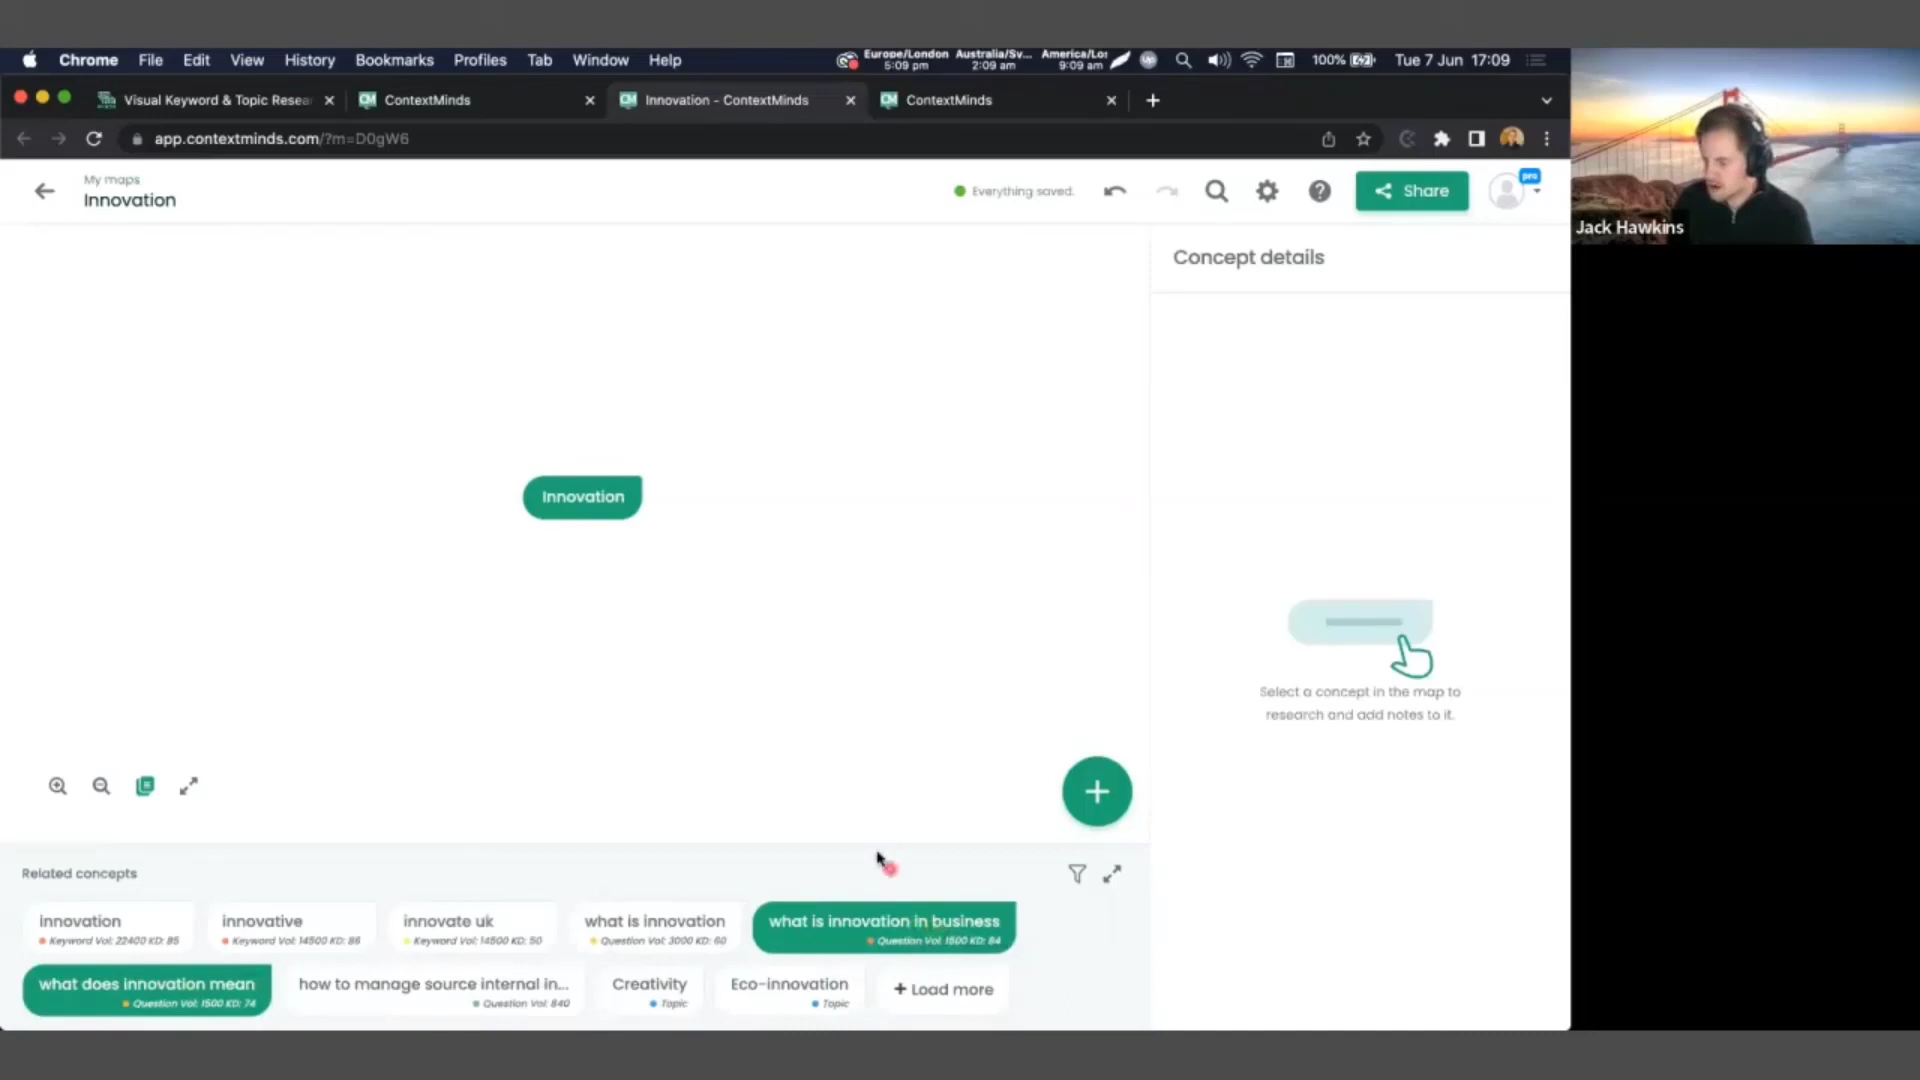 Chrome File Edit View History Bookmarks Profiles Tab Window Help
Europe/London Australia/Sy... America/Los
5:09 pm 2:09 am 9:09 am
100% Tue 7 Jun 17:09
Visual Keyword & Topic Resea
ContextMinds
Innovation - ContextMinds
ContextMinds
app.contextminds.com/?m=D0gW6
My maps
Innovation
Everything saved.
Share
pro
Jack Hawkins
Concept details
Innovation
Select a concept in the map to
research and add notes to it.
Related concepts
innovation
Keyword Vol: 22400 KD: 85
innovative
Keyword Vol: 14500 KD: 86
innovate uk
Keyword Vol: 14500 KD: 50
what is innovation
Question Vol: 3000 KD: 60
what is innovation in business
Question Vol: 1500 KD: 84
what does innovation mean
Question Vol: 1500 KD: 74
how to manage source internal in...
Question Vol: 840
Creativity
Topic
Eco-innovation
Topic
+ Load more